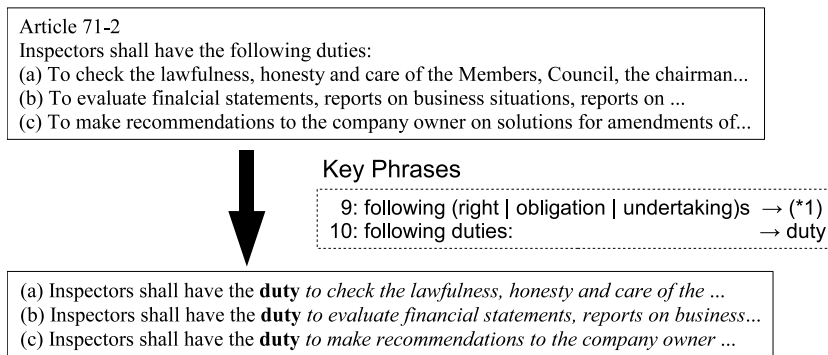 Article 71-2
Inspectors shall have the following duties:
(a) To check the lawfulness, honesty and care of the Members, Council, the chairman...
(b) To evaluate finalcial statements, reports on business situations, reports on ...
(c) To make recommendations to the company owner on solutions for amendments of...
Key Phrases
9: following (right | obligation | undertaking)s → (*1)
10: following duties: → duty
(a) Inspectors shall have the duty to check the lawfulness, honesty and care of the ...
(b) Inspectors shall have the duty to evaluate financial statements, reports on business...
(c) Inspectors shall have the duty to make recommendations to the company owner ...